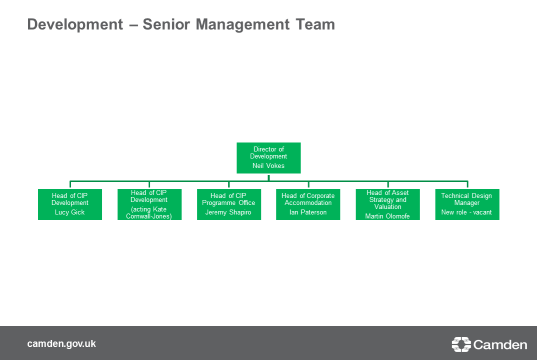 Development – Senior Management Team
Director of
Development
Neil Vokes
Head of CIP
Development
Lucy Gick
Head of CIP
Development
(acting Kate
Cornwall-Jones)
Head of CIP
Programme Office
Jeremy Shapiro
Head of Corporate
Accommodation
Ian Paterson
Head of Asset
Strategy and
Valuation
Martin Olomofe
Technical Design
Manager
New role - vacant
camden.gov.uk
Camden